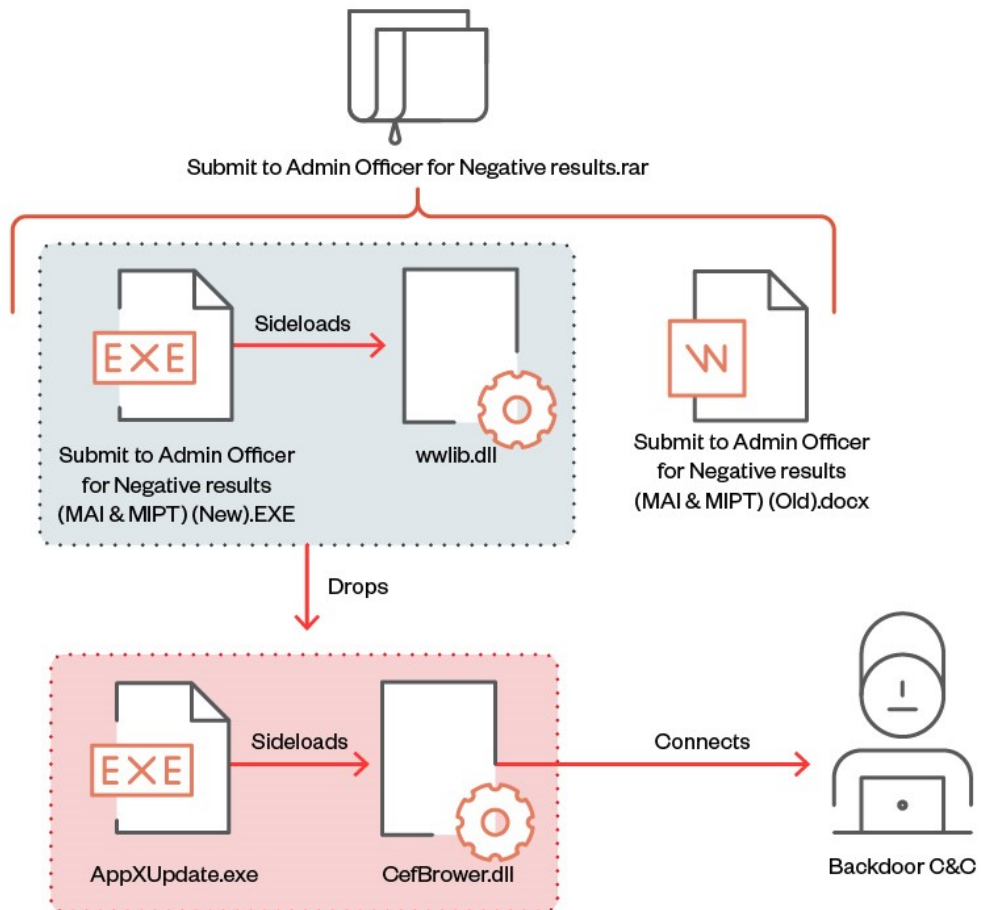 Submit to Admin Officer for Negative results.rar
EXE
Sideloads
W
Submit to Admin Officer
for Negative results
(MAI & MIPT) (New).EXE
wwlib.dll
Submit to Admin Officer
for Negative results
(MAI & MIPT) (Old).docx
Drops
EXE
Sideloads
Connects
AppXUpdate.exe
CefBrower.dll
Backdoor C&C